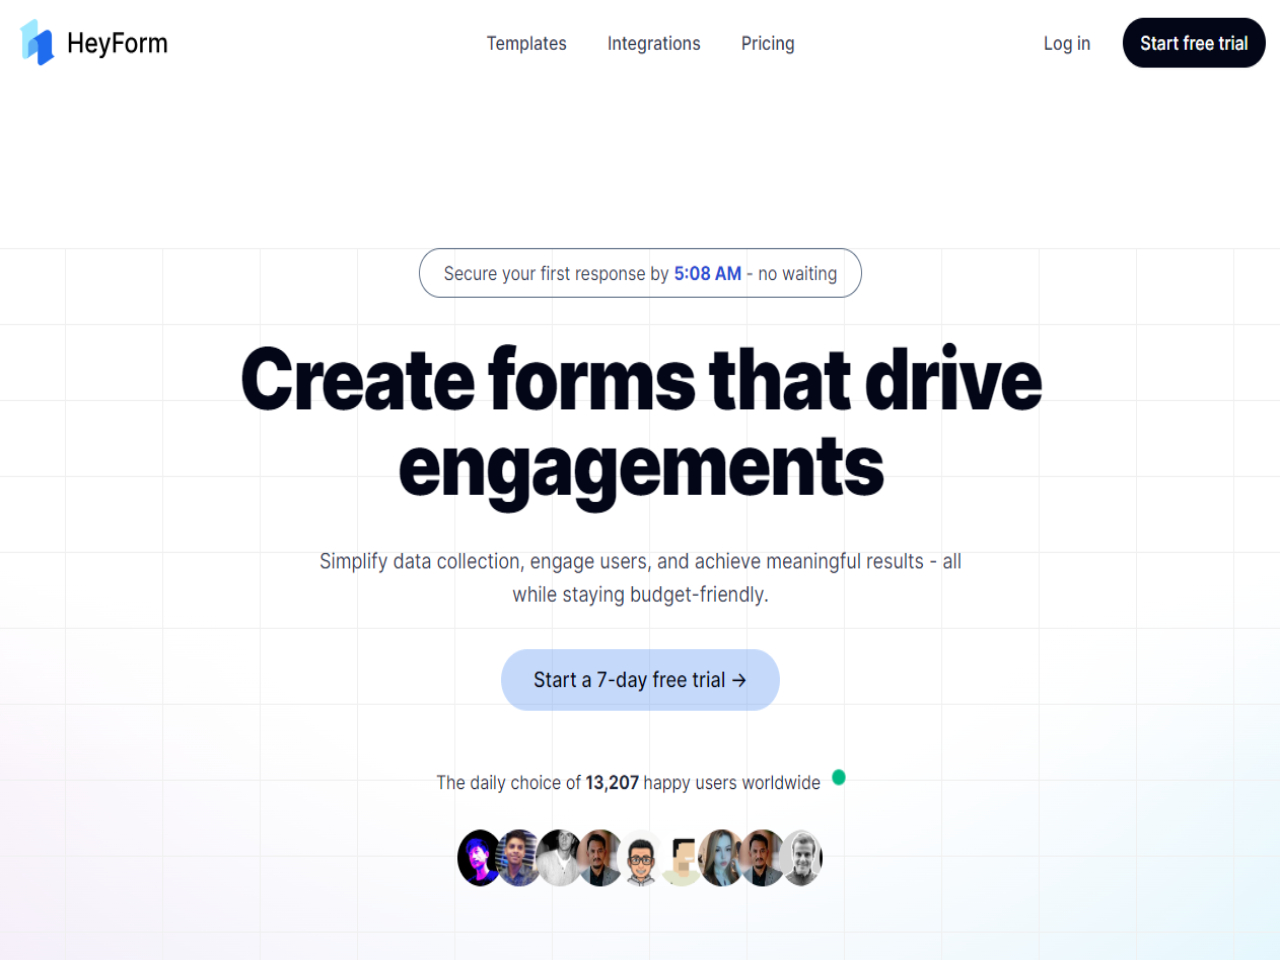 HeyForm
Templates
Integrations
Pricing
Log in
Start free trial
Secure your first response by 5:08 AM - no waiting
Create forms that drive
engagements
Simplify data collection, engage users, and achieve meaningful results - all
while staying budget-friendly.
Start a 7-day free trial →
The daily choice of 13,207 happy users worldwide